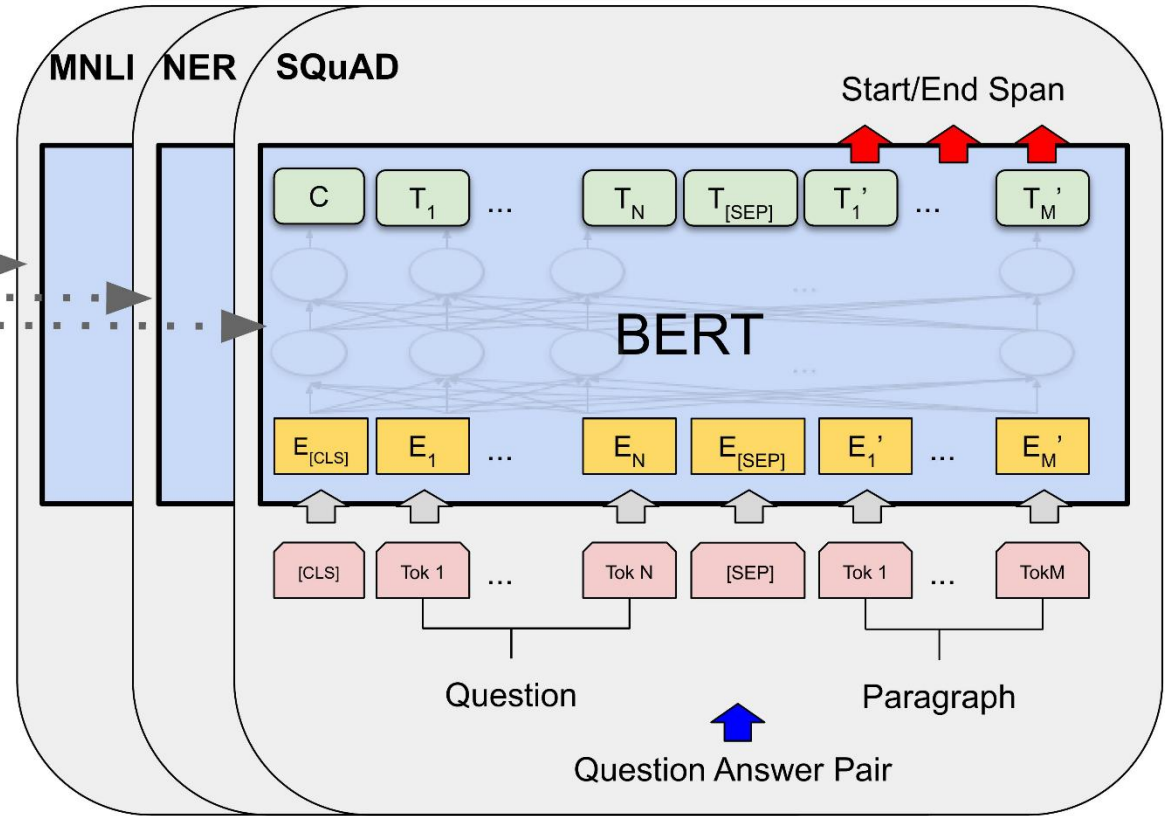 MNLI NER SQuAD
Start/End Span
C T1 ... TN T[SEP] T1’ ... TM’
...
BERT
...
E[CLS] E1 ... EN E[SEP] E1’ ... EM’
[CLS] Tok 1 ... Tok N [SEP] Tok 1 ... TokM
Question Paragraph
Question Answer Pair